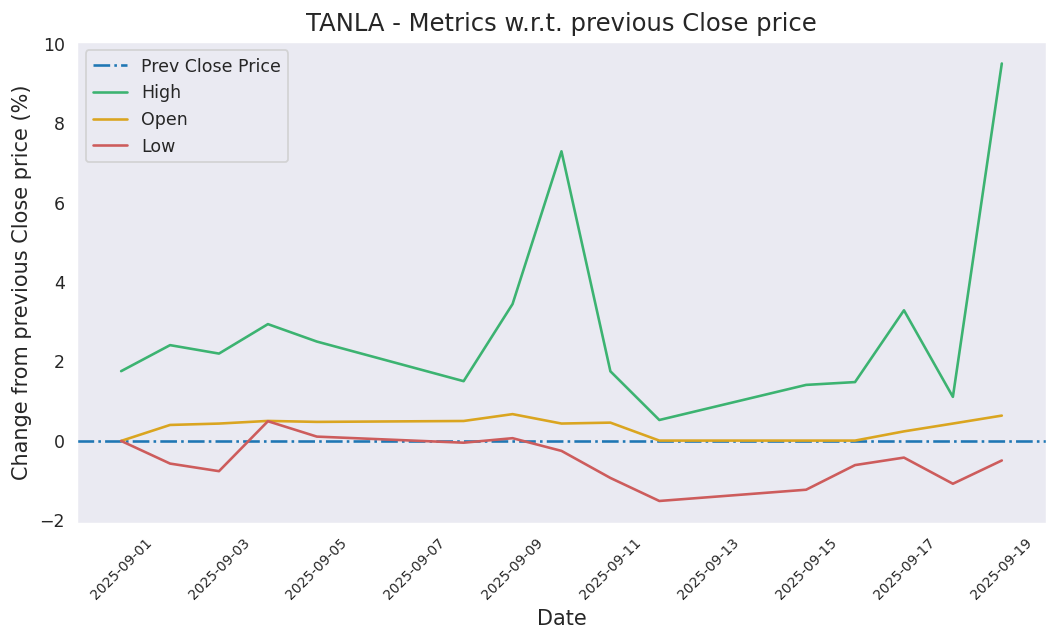 TANLA - Metrics w.r.t. previous Close price
Change from previous Close price (%)
10
8
6
4
2
0
−2
Prev Close Price
High
Open
Low
2025-09-01
2025-09-03
2025-09-05
2025-09-07
2025-09-09
2025-09-11
2025-09-13
2025-09-15
2025-09-17
2025-09-19
Date